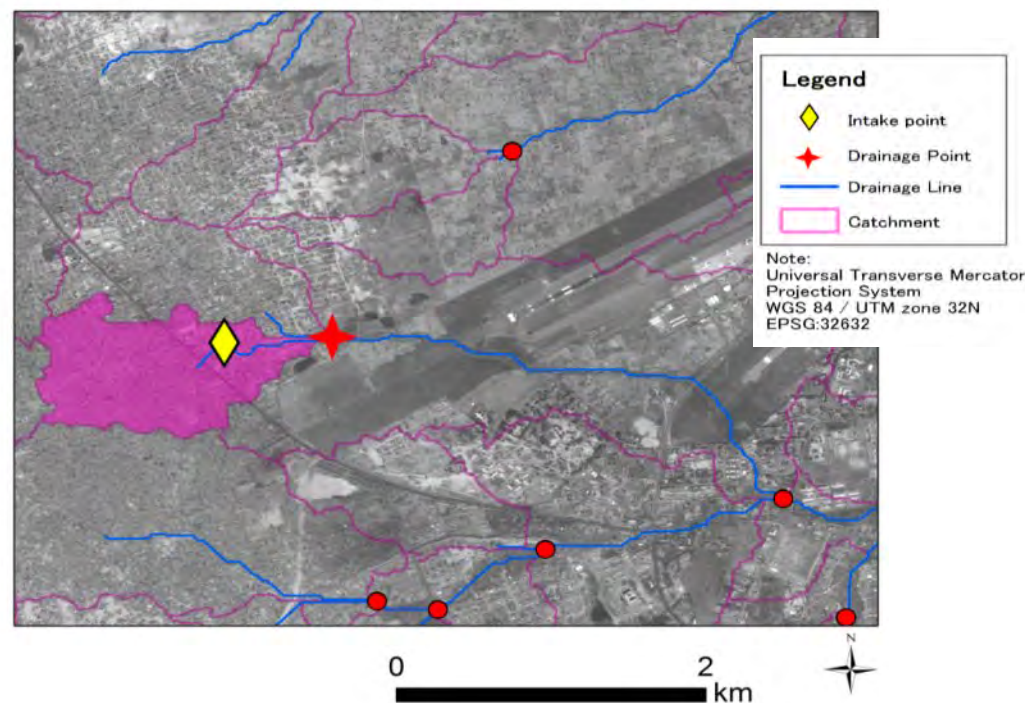 Legend
Intake point
Drainage Point
Drainage Line
Catchment
Note:
Universal Transverse Mercator
Projection System
WGS 84 / UTM zone 32N
EPSG:32632
N
0 2
km